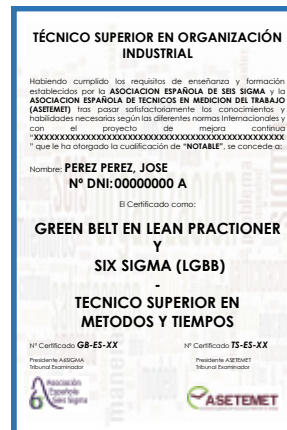 TÉCNICO SUPERIOR EN ORGANIZACIÓN
INDUSTRIAL
Habiendo cumplido los requisitos de enseñanza y formación
establecidos por la ASOCIACION ESPAÑOLA DE SEIS SIGMA y la
ASOCIACION ESPAÑOLA DE TECNICOS EN MEDICION DEL TRABAJO
(ASETEMET) tras pasar satisfactoriamente los conocimientos y
habilidades necesarias según las diferentes normas Internacionales y
con el proyecto de mejora continua
"XXXXXXXXXXXXXXXXXXXXXXXXXXXXXXXXXXXXXXXXXXXXXXX
" que le ha otorgado la cualificación de "NOTABLE", se concede a:
Nombre: PEREZ PEREZ, JOSE
Nº DNI:00000000 A
El Certificado como:
GREEN BELT EN LEAN PRACTIONER
Y
SIX SIGMA (LGBB)
-
TECNICO SUPERIOR EN
METODOS Y TIEMPOS
Nº Certificado GB-ES-XX Nº Certificado TS-ES-XX
Presidente AéSIGMA Presidente ASETEMET
Tribunal Examinador Tribunal Examinador
Asociación
Española
Seis Sigma
ASETEMET